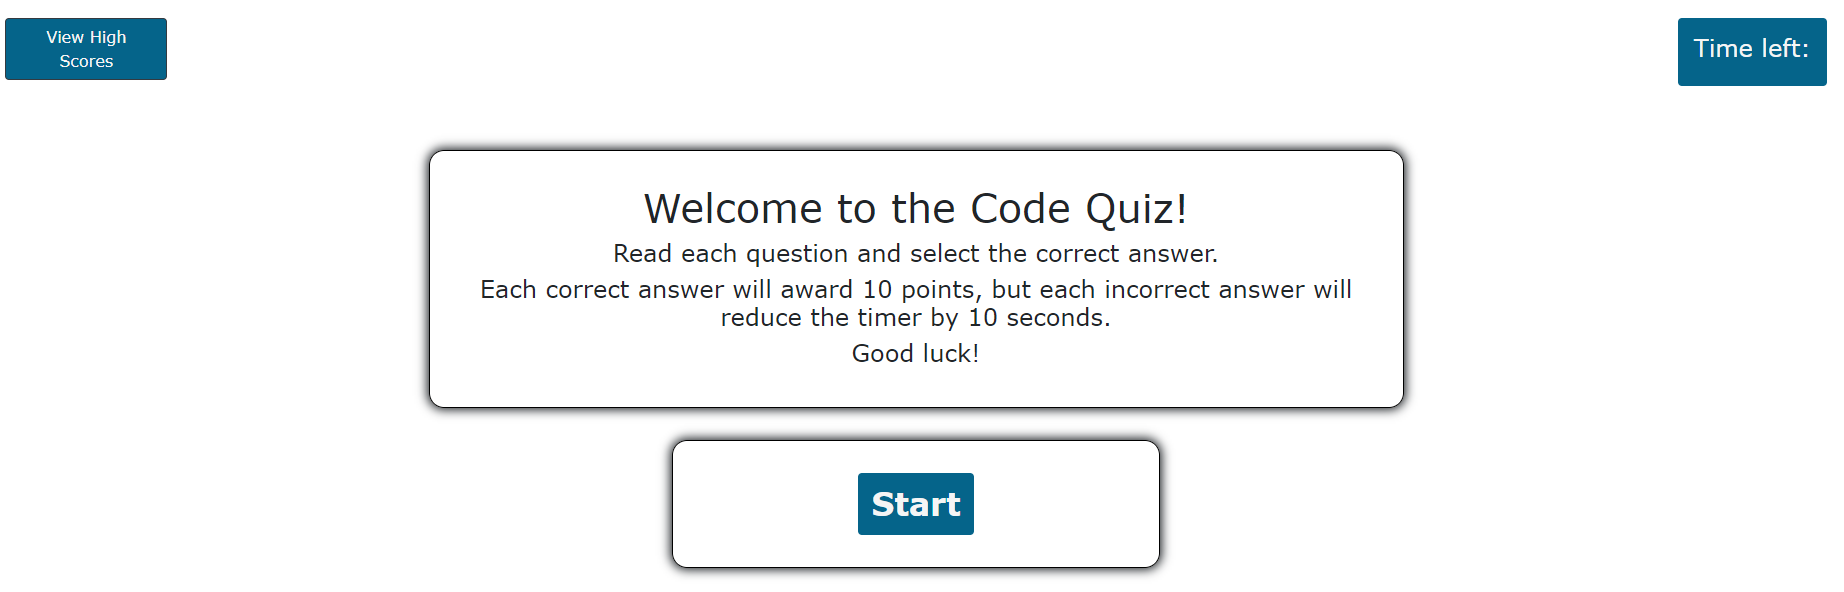 View High
Scores
Time left:
Welcome to the Code Quiz!
Read each question and select the correct answer.
Each correct answer will award 10 points, but each incorrect answer will
reduce the timer by 10 seconds.
Good luck!
Start